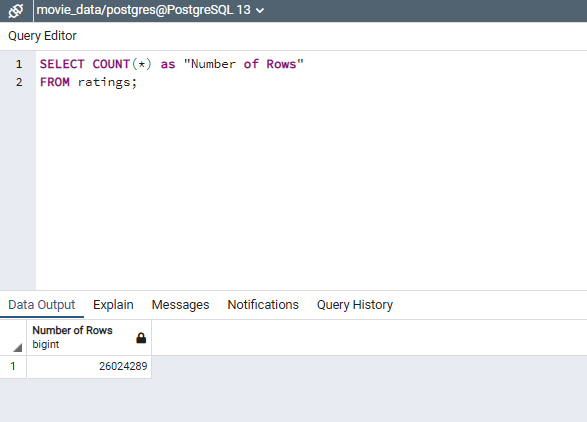 movie_data/postgres@PostgreSQL 13
Query Editor
1 SELECT COUNT(*) as "Number of Rows"
2 FROM ratings;
Data Output Explain Messages Notifications Query History
Number of Rows
bigint
1 26024289